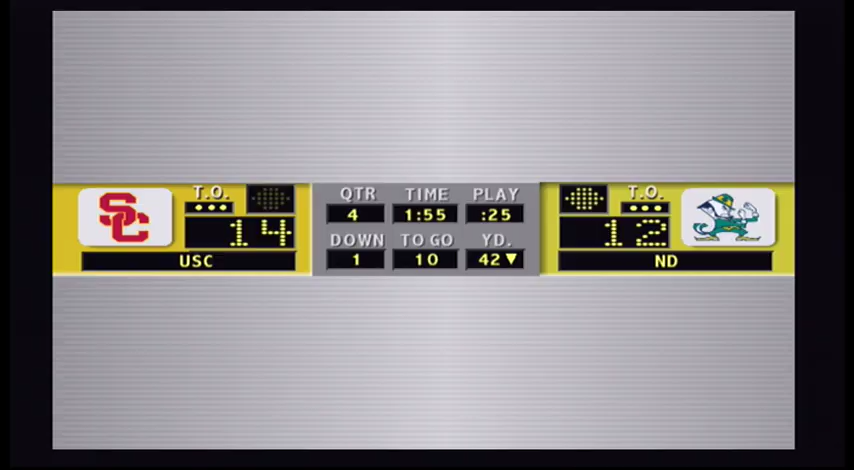 T.O.
14
USC
QTR TIME PLAY
4 1:55 :25
DOWN TO GO YD.
1 10 42▼
T.O.
12
ND
SC